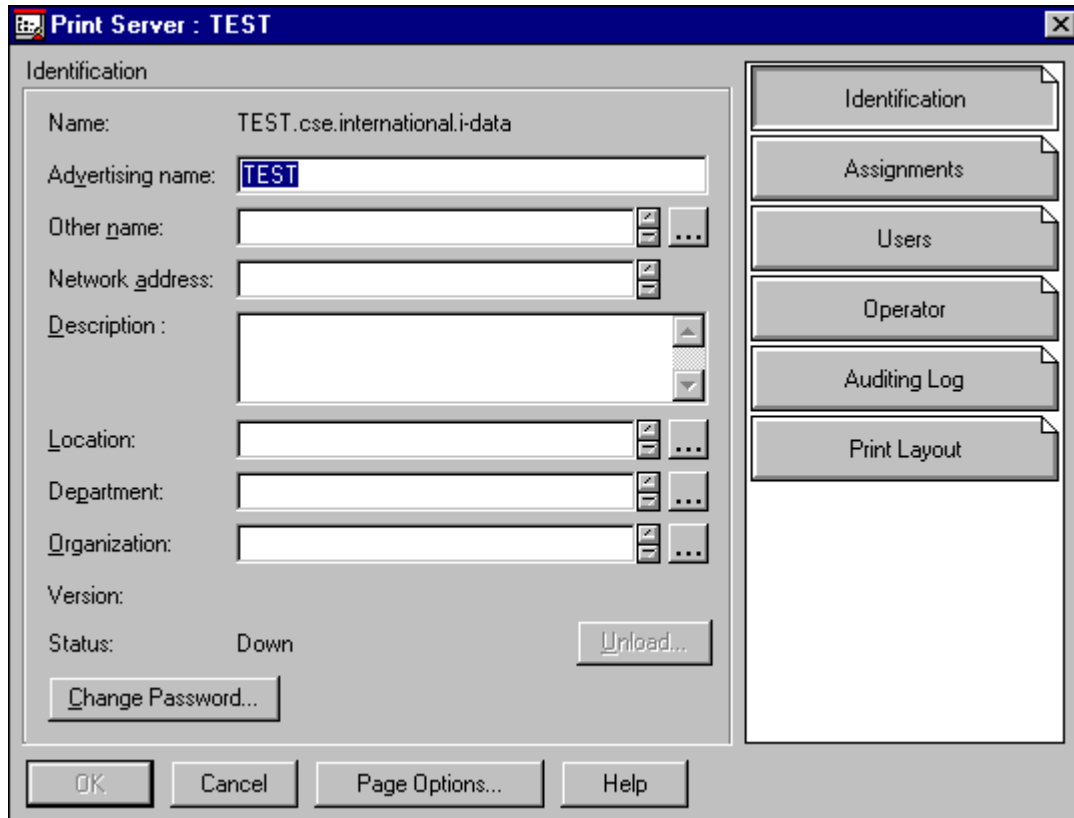 Print Server : TEST
Identification
Name: TEST.cse.international.i-data
Advertising name: TEST
Other name: ...
Network address:
Description :
Location: ...
Department: ...
Organization: ...
Version:
Status: Down Unload...
Change Password...
OK Cancel Page Options... Help
Identification
Assignments
Users
Operator
Auditing Log
Print Layout